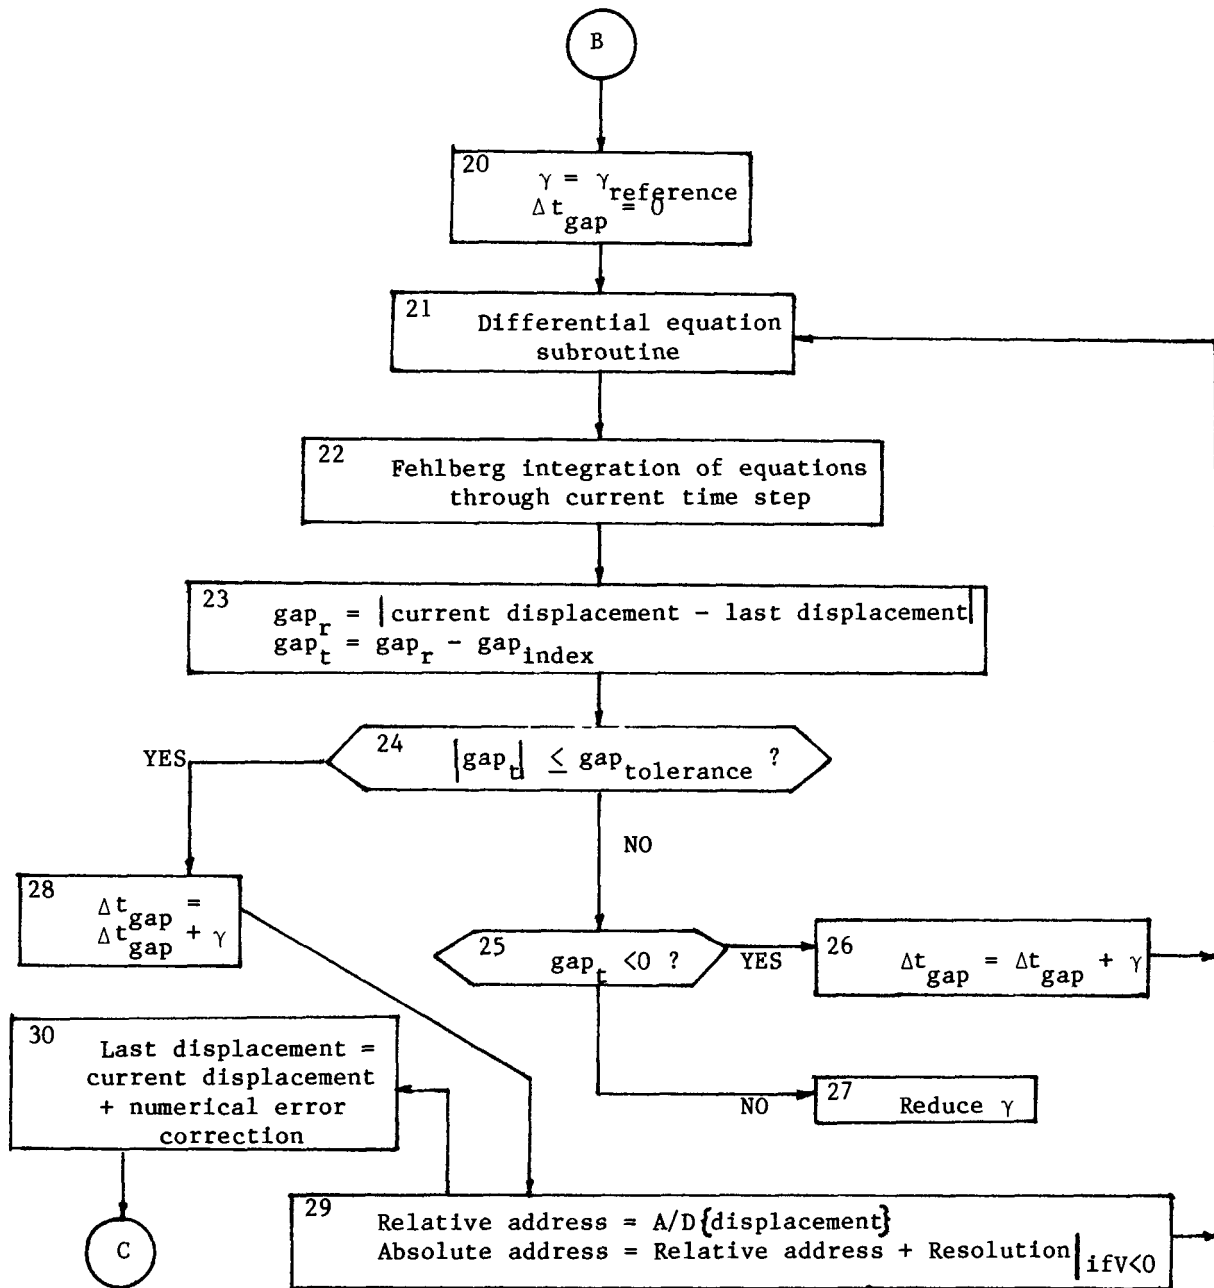 B
20
γ = γreference
Δtgap = 0
21
Differential equation
subroutine
22
Fehlberg integration of equations
through current time step
23
gapr = |current displacement - last displacement|
gapt = gapr - gapindex
24
|gapt| ≤ gaptolerance ?
YES
NO
28
Δtgap =
Δtgap + γ
25
gapt <0 ?
YES
26
Δtgap = Δtgap + γ
30
Last displacement =
current displacement
+ numerical error
correction
NO
27
Reduce γ
29
Relative address = A/D{displacement}
Absolute address = Relative address + Resolution|ifV<0
C